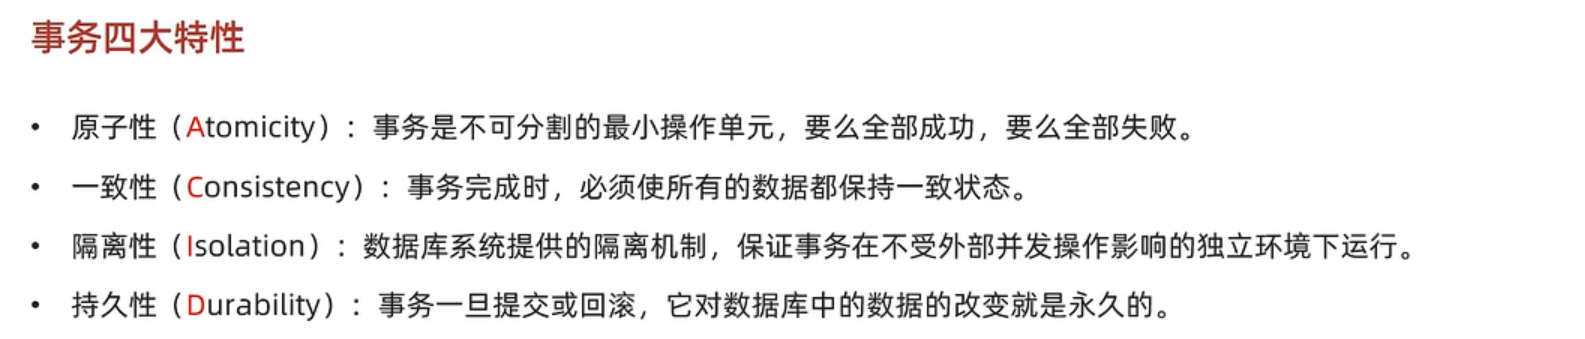 事务四大特性
• 原子性（Atomicity）：事务是不可分割的最小操作单元，要么全部成功，要么全部失败。
• 一致性（Consistency）：事务完成时，必须使所有的数据都保持一致状态。
• 隔离性（Isolation）：数据库系统提供的隔离机制，保证事务在不受外部并发操作影响的独立环境下运行。
• 持久性（Durability）：事务一旦提交或回滚，它对数据库中的数据的改变就是永久的。